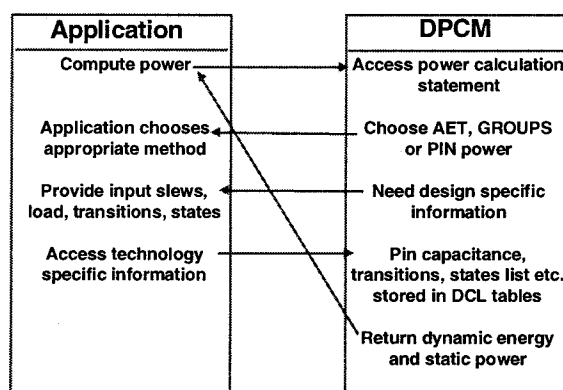 Application
Compute power
Application chooses
appropriate method
Provide input slews,
load, transitions, states
Access technology
specific information
DPCM
Access power calculation
statement
Choose AET, GROUPS
or PIN power
Need design specific
information
Pin capacitance,
transitions, states list etc.
stored in DCL tables
Return dynamic energy
and static power